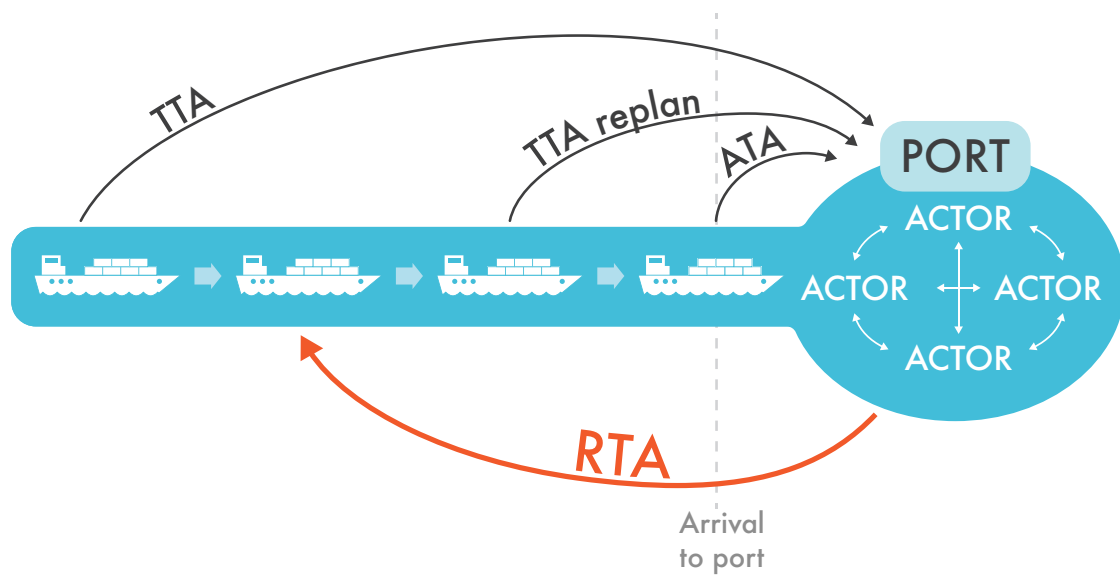 TTA
TTA replan
ATA
PORT
ACTOR
ACTOR
ACTOR
ACTOR
RTA
Arrival
to port